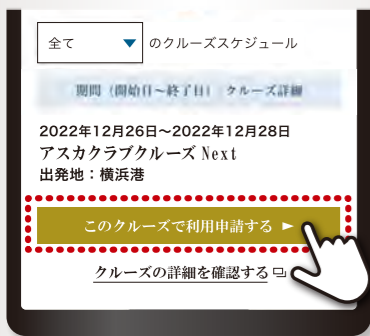 全て ▼ のクルーズスケジュール
期間（開始日～終了日） クルーズ詳細
2022年12月26日～2022年12月28日
アスカクラブクルーズ Next
出発地：横浜港
このクルーズで利用申請する ►
クルーズの詳細を確認する